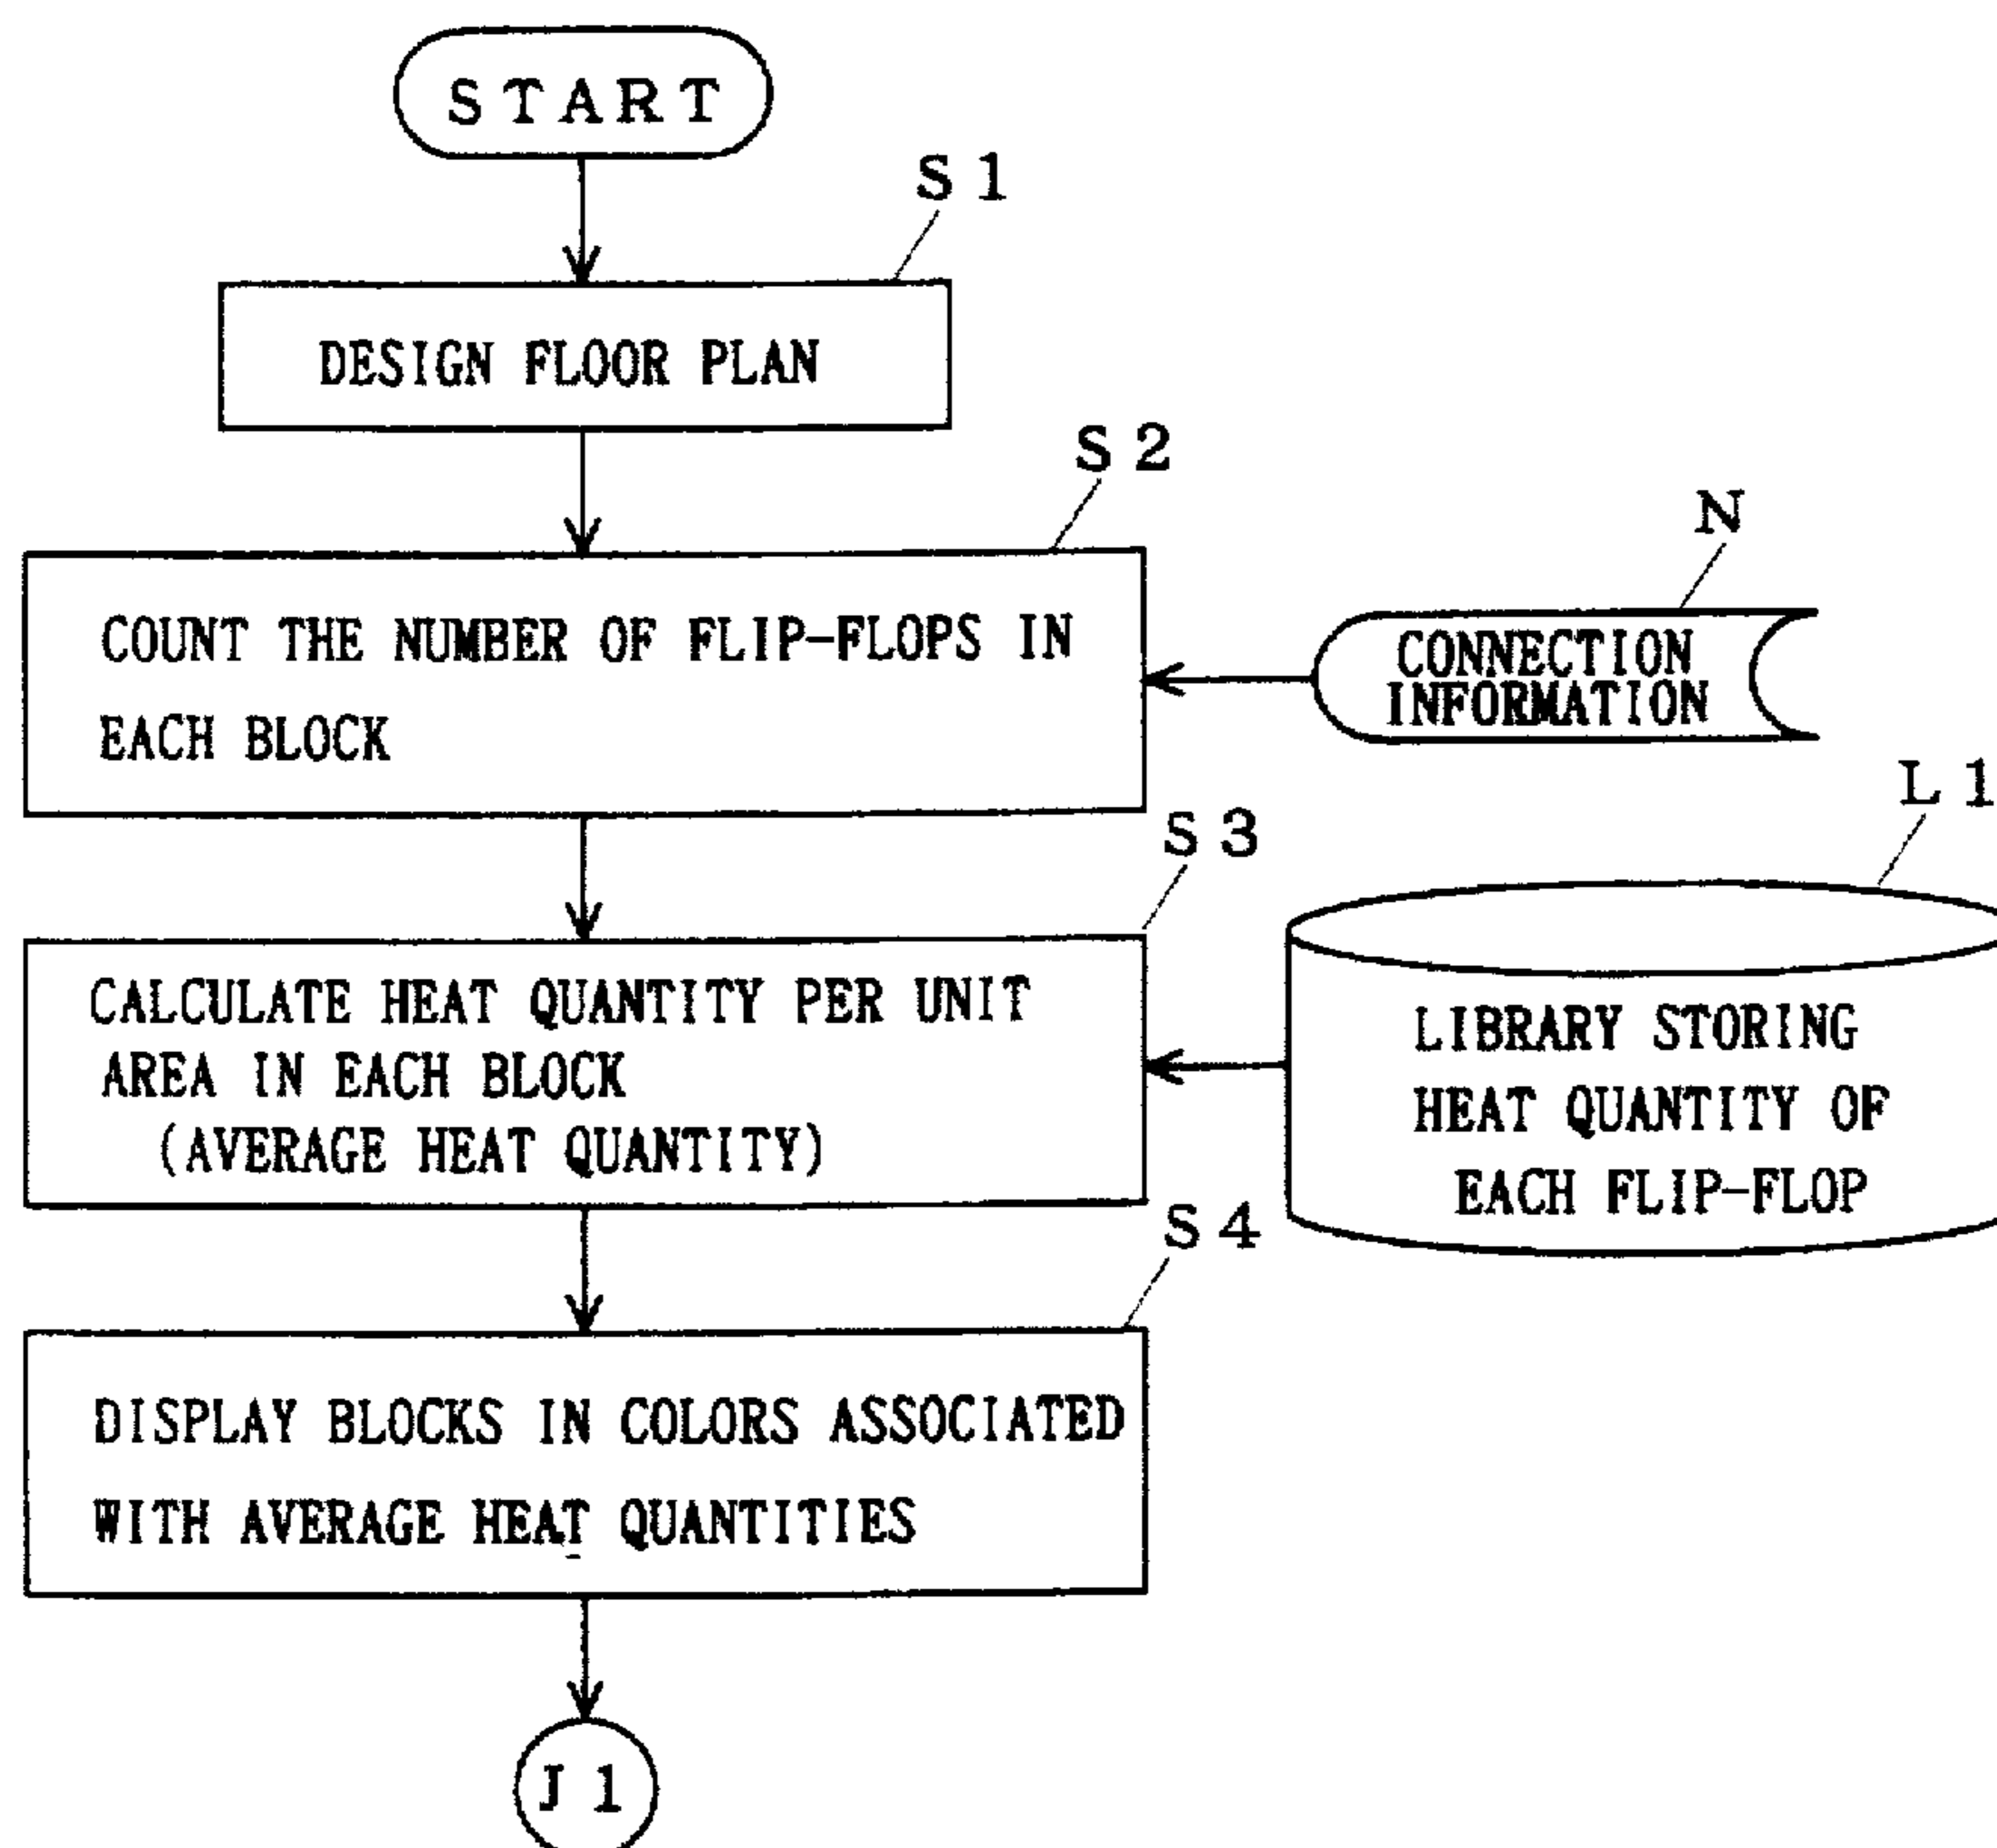 START
S1
DESIGN FLOOR PLAN
S2
COUNT THE NUMBER OF FLIP-FLOPS IN
EACH BLOCK
N
CONNECTION
INFORMATION
S3
CALCULATE HEAT QUANTITY PER UNIT
AREA IN EACH BLOCK
(AVERAGE HEAT QUANTITY)
L1
LIBRARY STORING
HEAT QUANTITY OF
EACH FLIP-FLOP
S4
DISPLAY BLOCKS IN COLORS ASSOCIATED
WITH AVERAGE HEAT QUANTITIES
J1